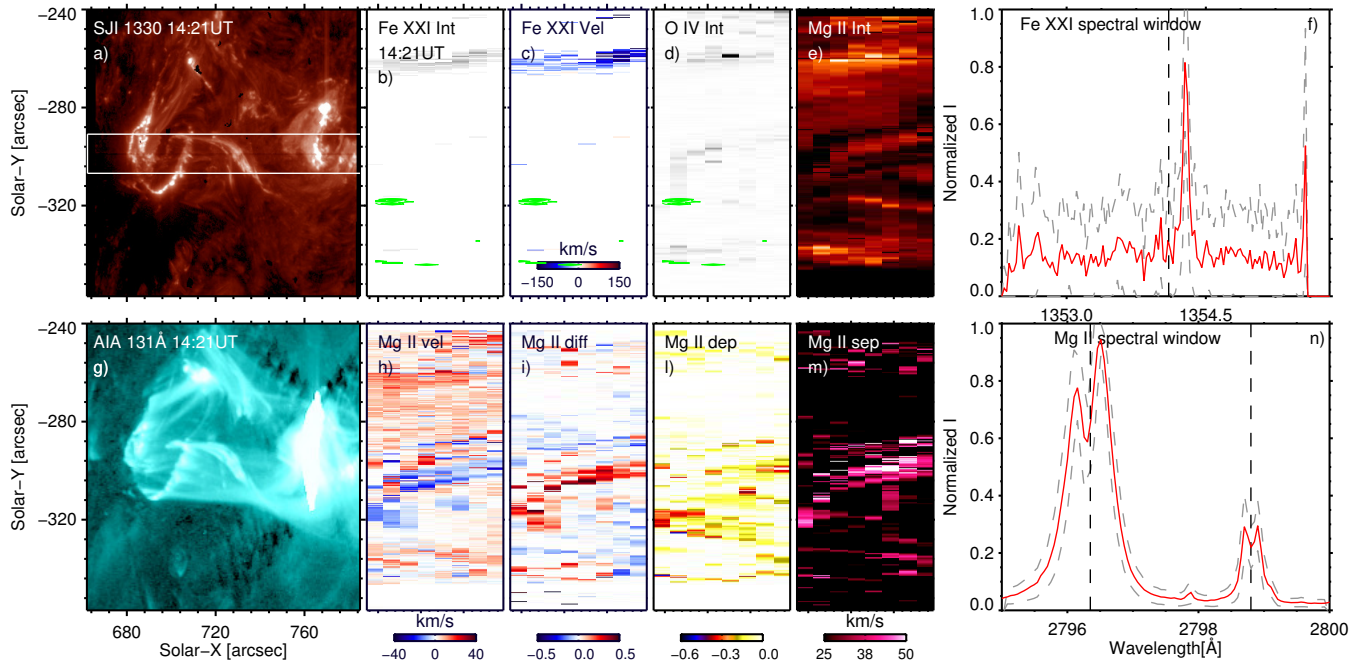 SJI 1330 14:21UT
a)
Fe XXI Int
14:21UT
b)
Fe XXI Vel
c)
O IV Int
d)
Mg II Int
e)
Fe XXI spectral window
f)
−240
−280
−320
Solar-Y [arcsec]
km/s
−150 0 150
Normalized I
1.0
0.8
0.6
0.4
0.2
0.0
1353.0 1354.5
AIA 131Å 14:21UT
g)
Mg II vel
h)
Mg II diff
i)
Mg II dep
l)
Mg II sep
m)
Mg II spectral window
n)
−240
−280
−320
Solar-Y [arcsec]
680 720 760
Solar-X [arcsec]
km/s
−40 0 40
−0.5 0.0 0.5
−0.6 −0.3 0.0
km/s
25 38 50
Normalized I
1.0
0.8
0.6
0.4
0.2
0.0
2796 2798 2800
Wavelength[Å]